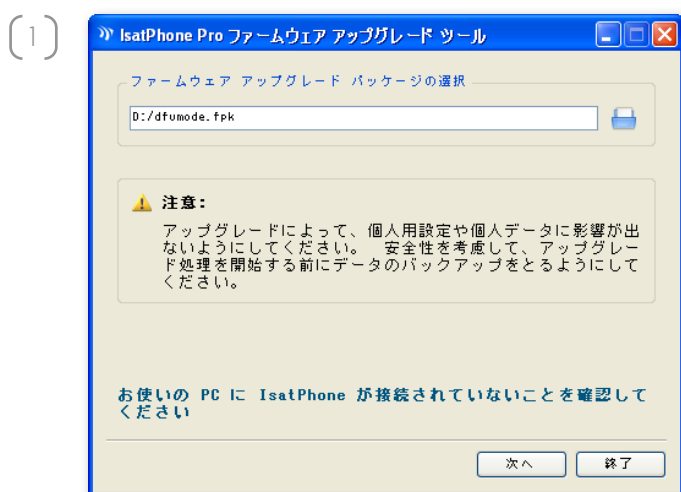 1
IsatPhone Pro ファームウェア アップグレード ツール
ファームウェア アップグレード パッケージの選択
D:/dfumode.fpk
注意:
アップグレードによって、個人用設定や個人データに影響が出
ないようにしてください。 安全性を考慮して、アップグレー
ド処理を開始する前にデータのバックアップをとるようにして
ください。
お使いの PC に IsatPhone が接続されていないことを確認して
ください
次へ
終了